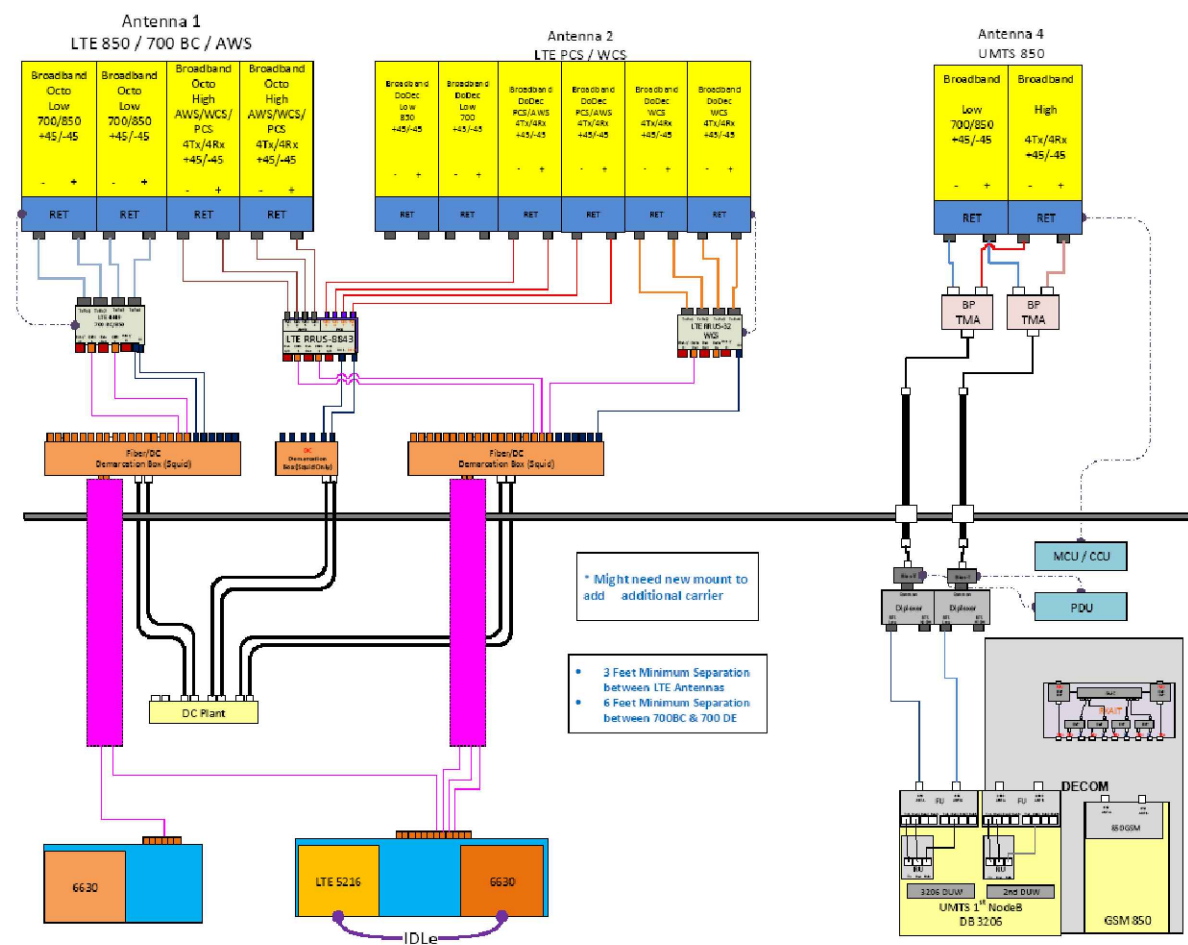 Antenna 1
LTE 850 / 700 BC / AWS
Antenna 2
LTE PCS / WCS
Antenna 4
UMTS 850
Broadband
Octo
Low
700/850
+45/-45
- +
Broadband
Octo
Low
700/850
+45/-45
- +
Broadband
Octo
High
AWS/WCS/
PCS
4Tx/4Rx
+45/-45
- +
Broadband
Octo
High
AWS/WCS/
PCS
4Tx/4Rx
+45/-45
- +
Broadband
DoDec
Low
850
+45/-45
- +
Broadband
DoDec
Low
700
+45/-45
- +
Broadband
DoDec
PCS/AWS
4Tx/4Rx
+45/-45
- +
Broadband
DoDec
PCS/AWS
4Tx/4Rx
+45/-45
- +
Broadband
DoDec
WCS
4Tx/4Rx
+45/-45
- +
Broadband
DoDec
WCS
4Tx/4Rx
+45/-45
- +
Broadband
Low
700/850
+45/-45
- +
Broadband
High
4Tx/4Rx
+45/-45
- +
RET
RET
RET
RET
RET
RET
RET
RET
RET
RET
RET
RET
700 BC/850
LTE RRUS-8843
LTE RRUS-32
WCS
BP
TMA
BP
TMA
Fiber/DC
Demarcation Box (Squid)
DC
Demarcation
Box(Squid Only)
Fiber/DC
Demarcation Box (Squid)
* Might need new mount to
add additional carrier
• 3 Feet Minimum Separation
between LTE Antennas
• 6 Feet Minimum Separation
between 700BC & 700 DE
DC Plant
MCU / CCU
PDU
Diplexer
Diplexer
DECOM
850 GSM
GSM 850
3206 DUW
2nd DUW
UMTS 1st NodeB
DB 3206
6630
LTE 5216
6630
IDLe